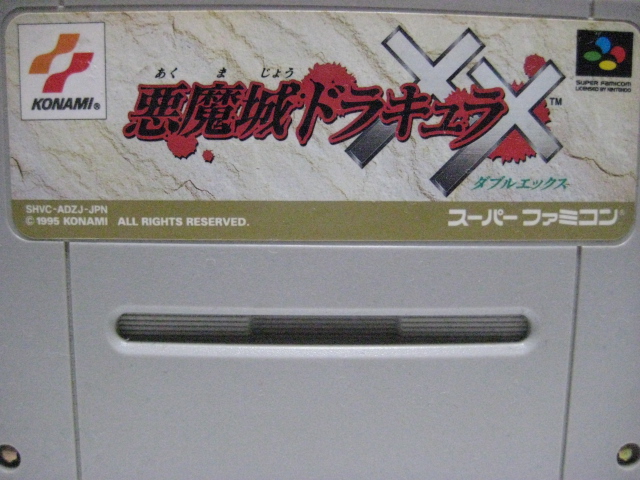 KONAMI®
あくまじょう
悪魔城ドラキュラXX™
ダブルエックス
SUPER FAMICOM
LICENSED BY NINTENDO
SHVC-ADZJ-JPN
©1995 KONAMI ALL RIGHTS RESERVED.
スーパーファミコン®